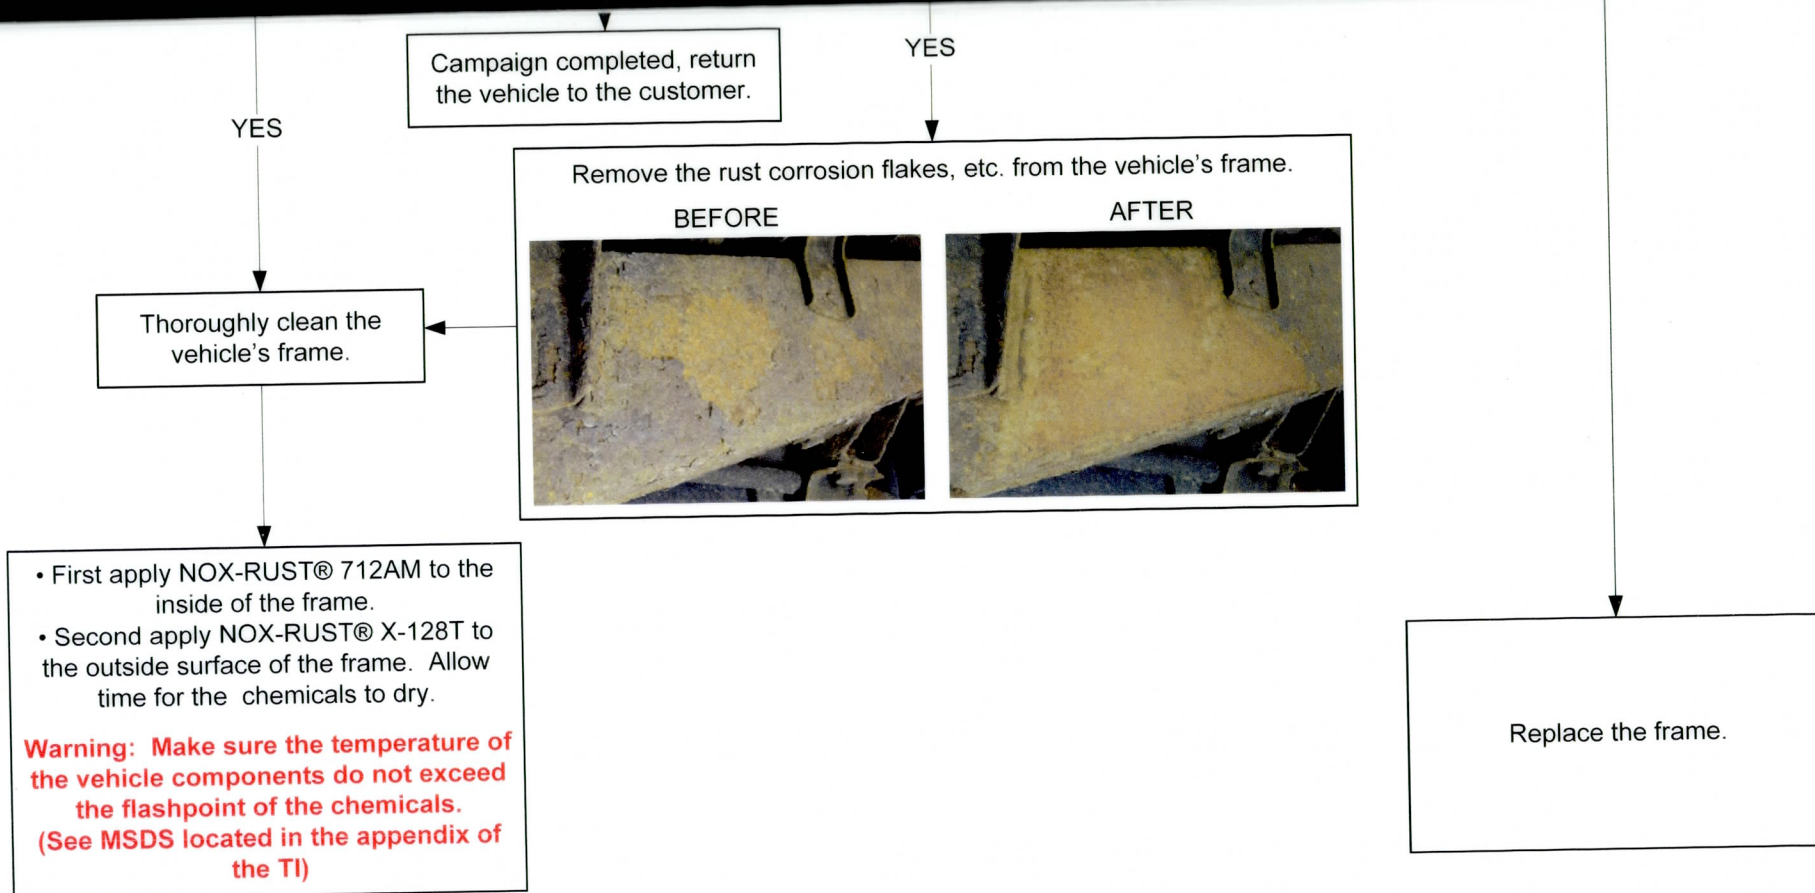 Campaign completed, return
the vehicle to the customer.
YES
YES
Remove the rust corrosion flakes, etc. from the vehicle's frame.
BEFORE
AFTER
Thoroughly clean the
vehicle's frame.
• First apply NOX-RUST® 712AM to the
inside of the frame.
• Second apply NOX-RUST® X-128T to
the outside surface of the frame.  Allow
time for the  chemicals to dry.
Warning:  Make sure the temperature of
the vehicle components do not exceed
the flashpoint of the chemicals.
(See MSDS located in the appendix of
the TI)
Replace the frame.